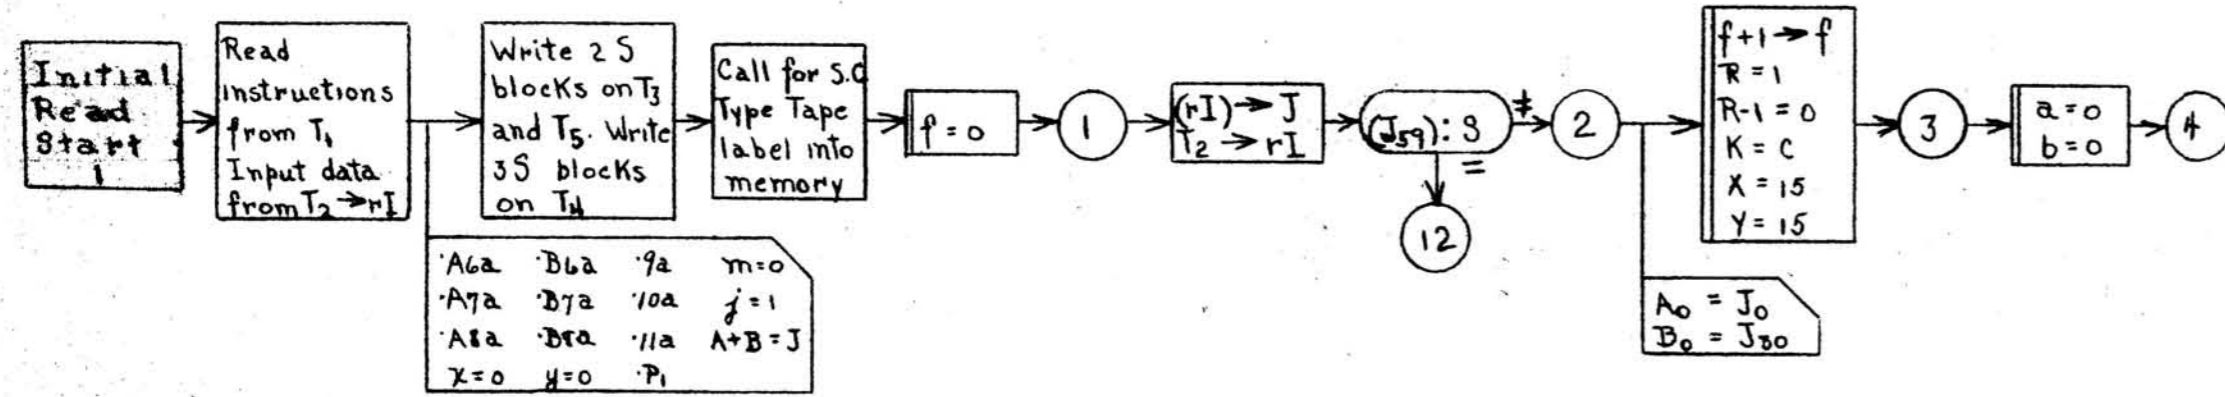 Initial
Read
Start
1
Read
instructions
from T₁
Input data
from T₂ → rI
Write 2 S
blocks on T₃
and T₅. Write
3 S blocks
on T₄
Call for S.C
Type Tape
label into
memory
f = 0
1
(rI) → J
T₂ → rI
(J₅₉) : S
≠
=
12
2
f+1 → f
R = 1
R-1 = 0
K = C
X = 15
Y = 15
3
a = 0
b = 0
4
·A6a ·B6a ·9a m=0
·A7a ·B7a ·10a j=1
·A8a ·B8a ·11a A+B=J
x=0 y=0 ·P₁
A₀ = J₀
B₀ = J₃₀